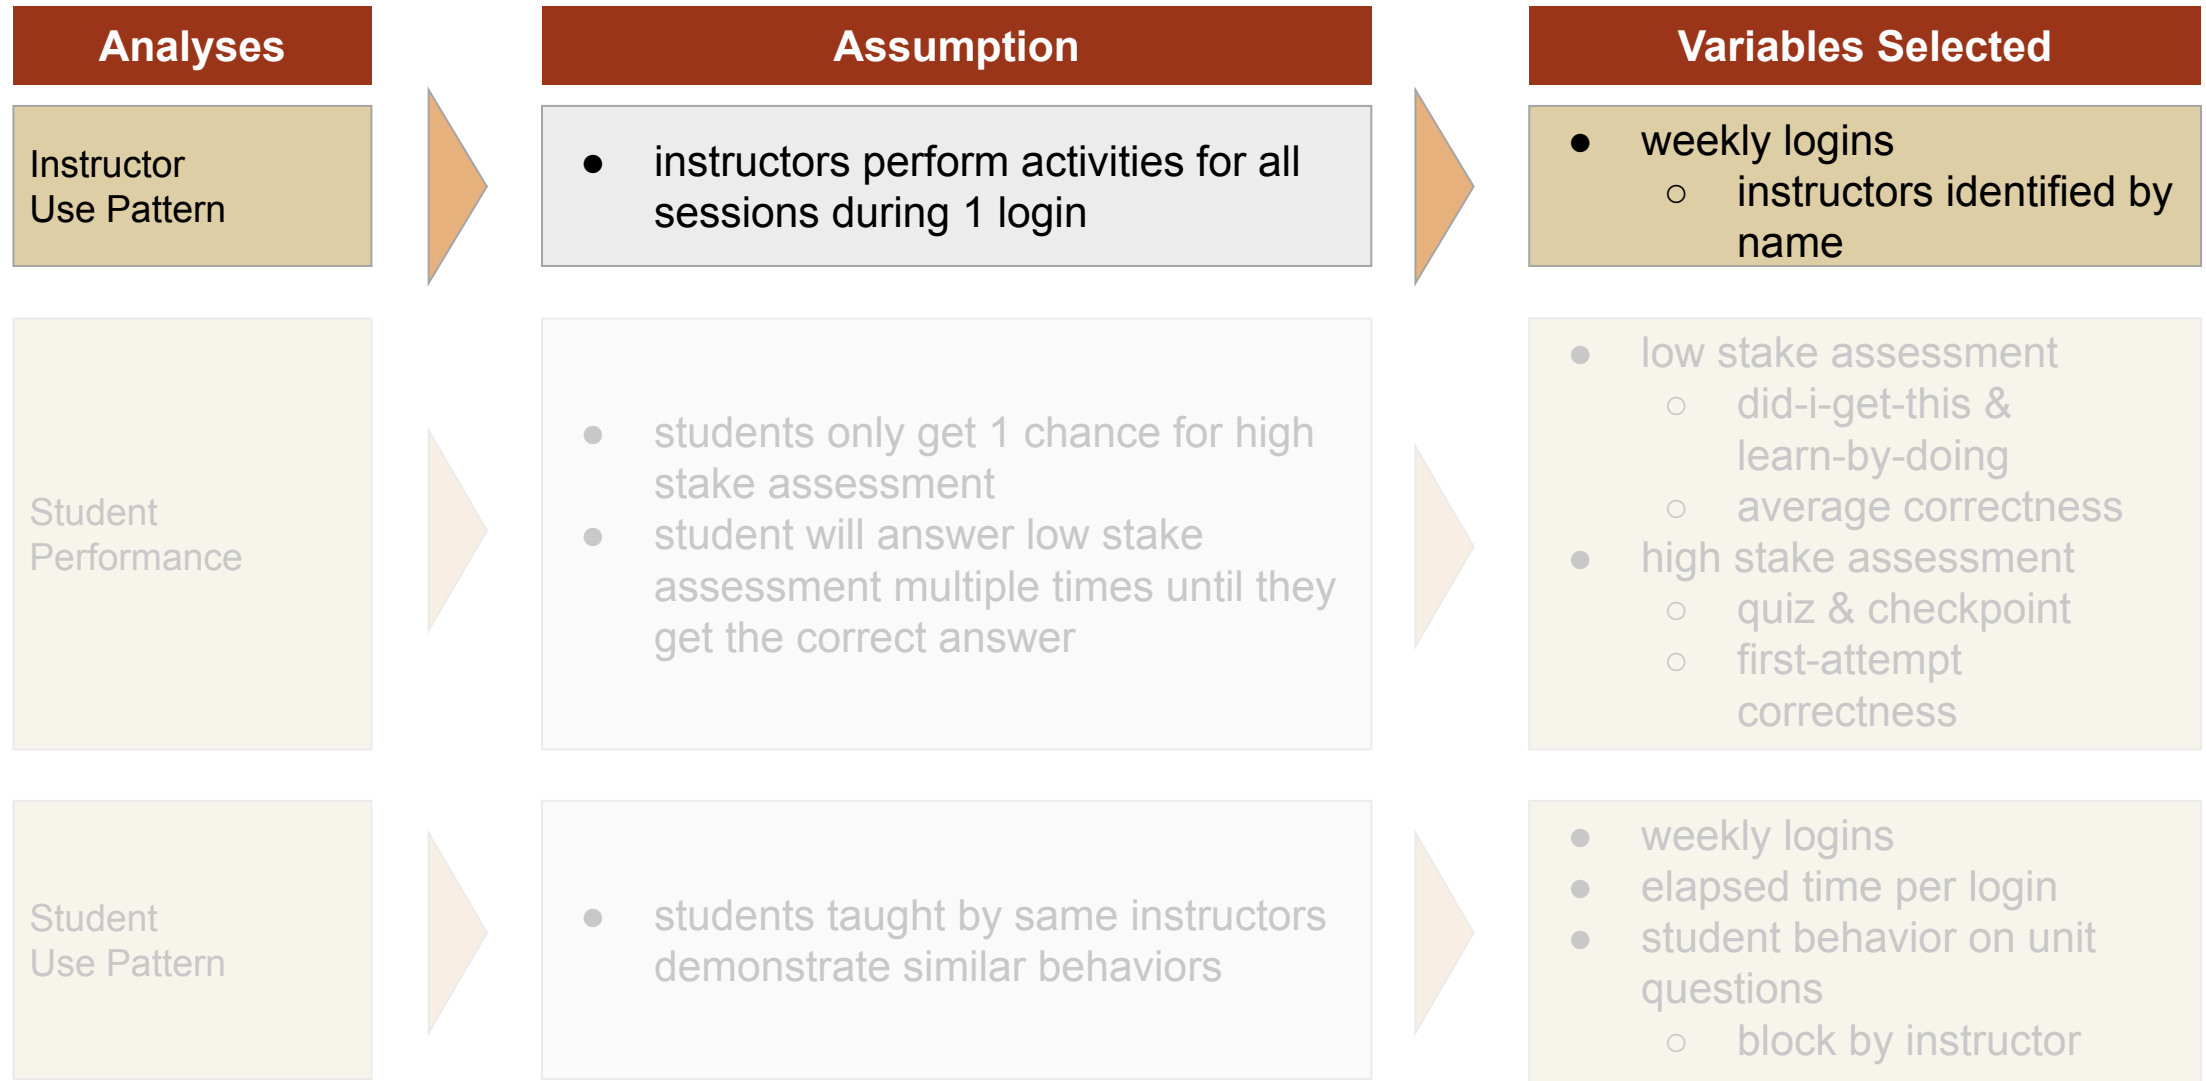 Analyses
Assumption
Variables Selected
Instructor
Use Pattern
● instructors perform activities for all
sessions during 1 login
● weekly logins
○ instructors identified by
name
Student
Performance
● students only get 1 chance for high
stake assessment
● student will answer low stake
assessment multiple times until they
get the correct answer
● low stake assessment
○ did-i-get-this &
learn-by-doing
○ average correctness
● high stake assessment
○ quiz & checkpoint
○ first-attempt
correctness
Student
Use Pattern
● students taught by same instructors
demonstrate similar behaviors
● weekly logins
● elapsed time per login
● student behavior on unit
questions
○ block by instructor